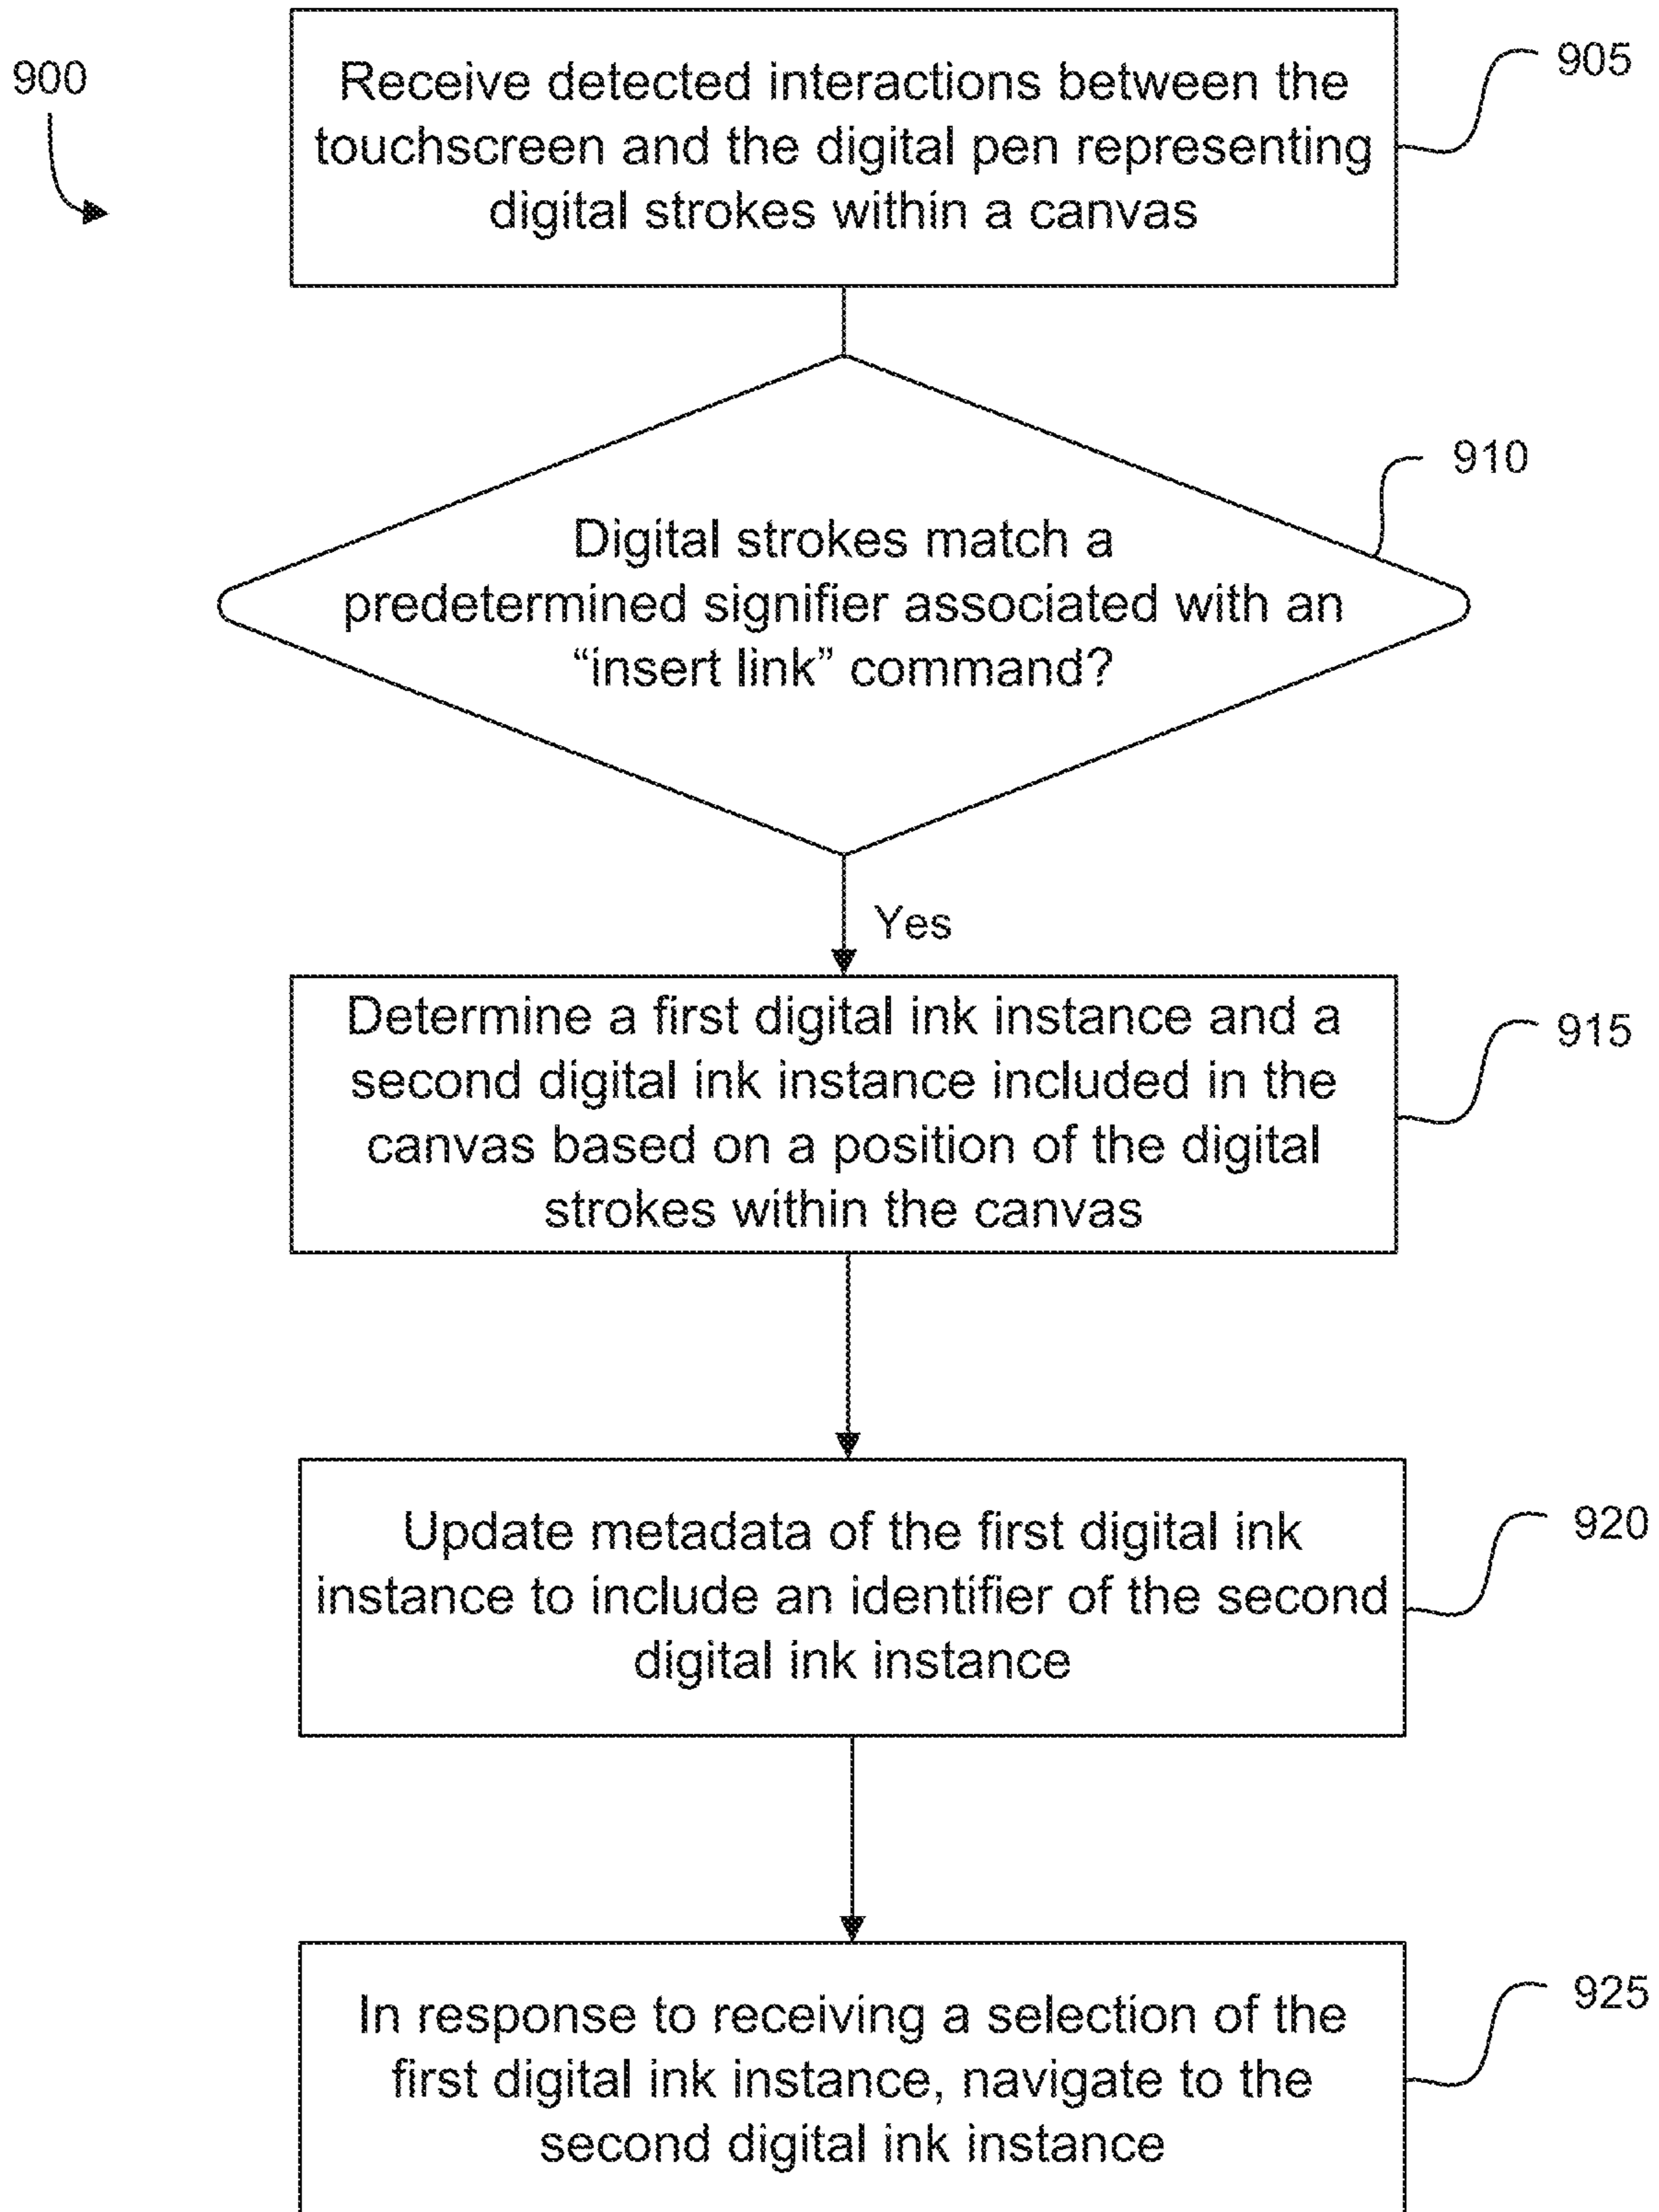 900
905
Receive detected interactions between the
touchscreen and the digital pen representing
digital strokes within a canvas
910
Digital strokes match a
predetermined signifier associated with an
“insert link” command?
Yes
915
Determine a first digital ink instance and a
second digital ink instance included in the
canvas based on a position of the digital
strokes within the canvas
920
Update metadata of the first digital ink
instance to include an identifier of the second
digital ink instance
925
In response to receiving a selection of the
first digital ink instance, navigate to the
second digital ink instance